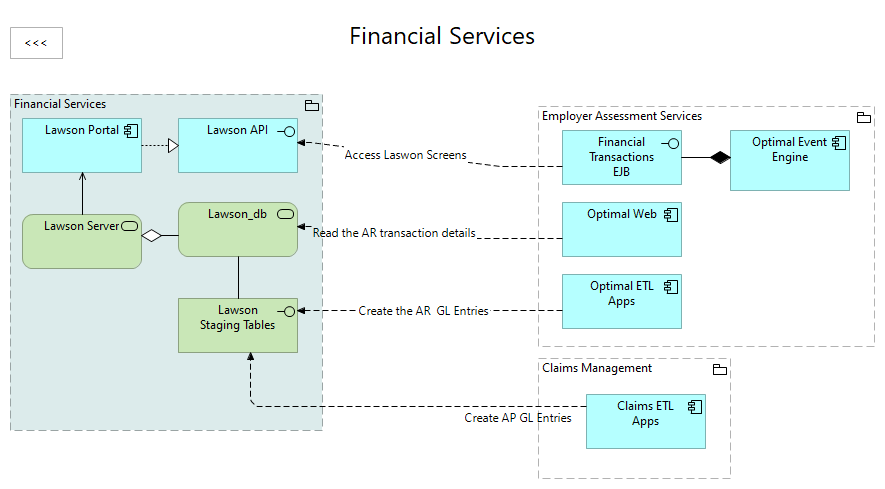 <<<
Financial Services
Financial Services
Lawson Portal
Lawson API
Lawson Server
Lawson_db
Lawson
Staging Tables
Access Laswon Screens
Read the AR transaction details
Create the AR  GL Entries
Create AP GL Entries
Employer Assessment Services
Financial
Transactions
EJB
Optimal Event
Engine
Optimal Web
Optimal ETL
Apps
Claims Management
Claims ETL
Apps